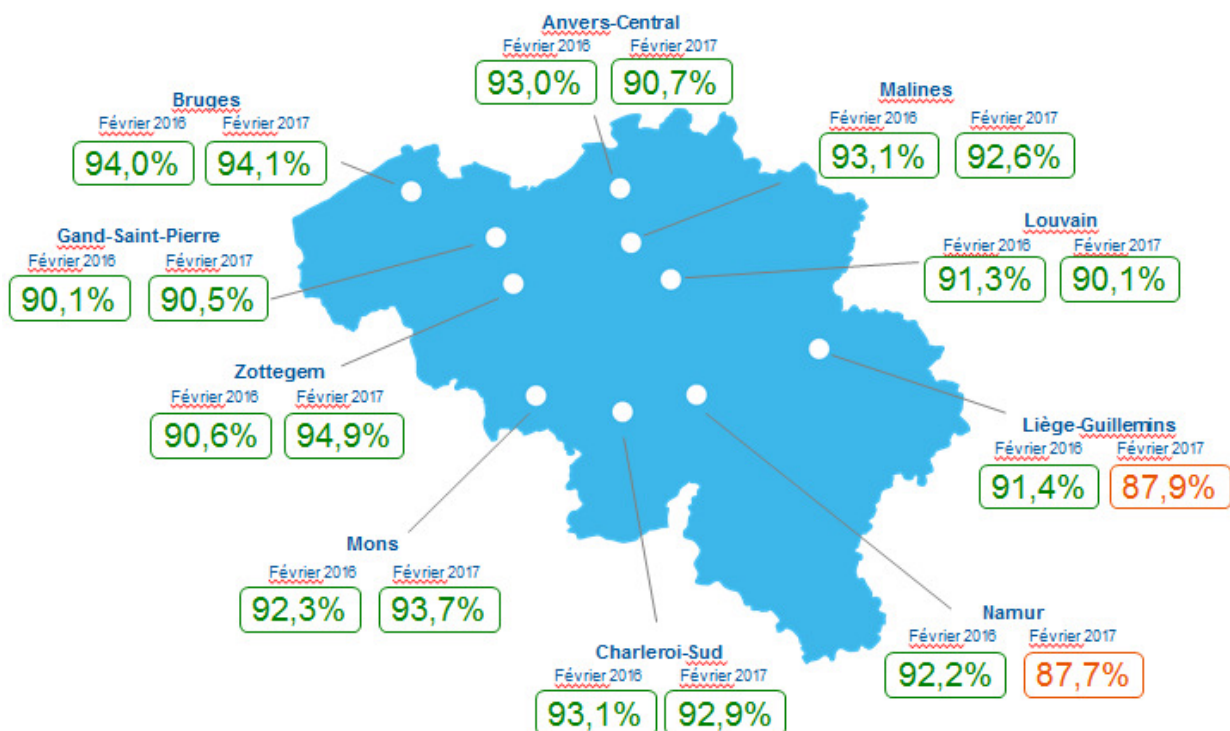 Anvers-Central
Février 2016 Février 2017
93,0% 90,7%
Bruges
Février 2016 Février 2017
94,0% 94,1%
Malines
Février 2016 Février 2017
93,1% 92,6%
Gand-Saint-Pierre
Février 2016 Février 2017
90,1% 90,5%
Louvain
Février 2016 Février 2017
91,3% 90,1%
Zottegem
Février 2016 Février 2017
90,6% 94,9%
Liège-Guillemins
Février 2016 Février 2017
91,4% 87,9%
Mons
Février 2016 Février 2017
92,3% 93,7%
Namur
Février 2016 Février 2017
92,2% 87,7%
Charleroi-Sud
Février 2016 Février 2017
93,1% 92,9%